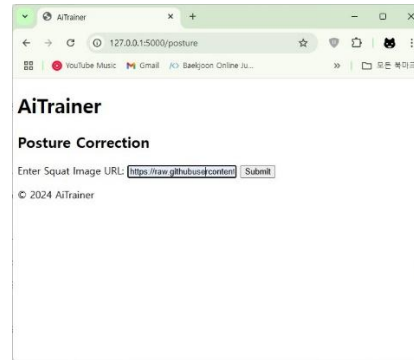 AiTrainer
127.0.0.1:5000/posture
YouTube Music Gmail Baekjoon Online Ju... » 모든 북마크
AiTrainer
Posture Correction
Enter Squat Image URL: https://raw.githubusercontent Submit
© 2024 AiTrainer